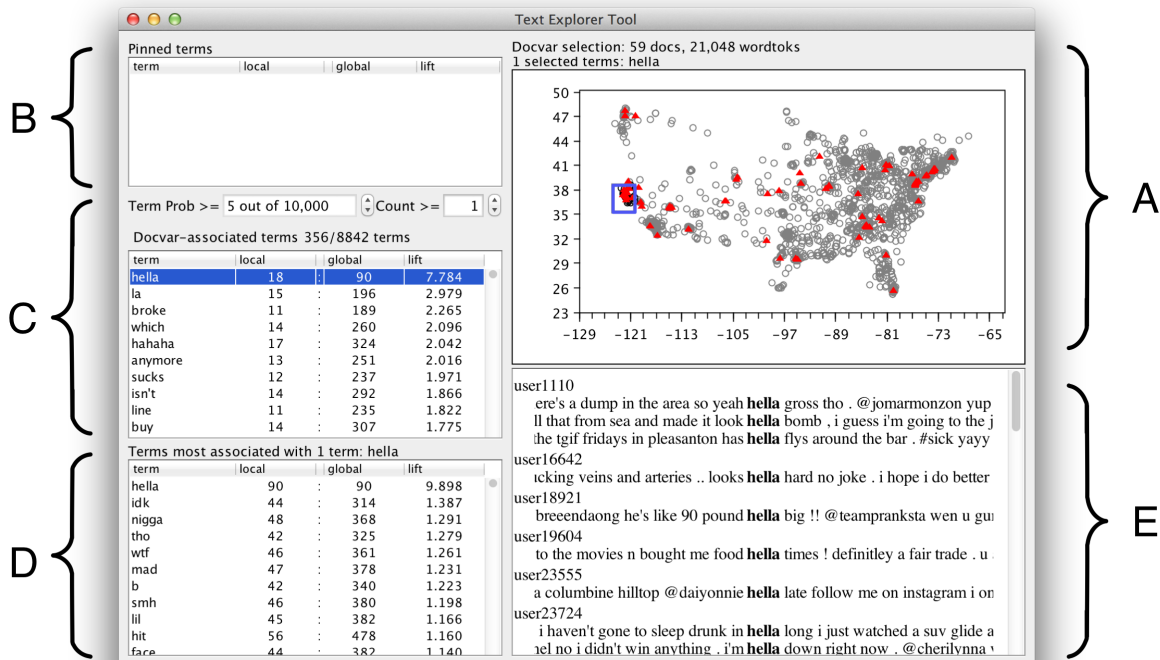 Text Explorer Tool
B
Pinned terms
term local global lift
C
Term Prob >= 5 out of 10,000 Count >= 1
Docvar-associated terms 356/8842 terms
term local global lift
hella 18 : 90 7.784
la 15 : 196 2.979
broke 11 : 189 2.265
which 14 : 260 2.096
hahaha 17 : 324 2.042
anymore 13 : 251 2.016
sucks 12 : 237 1.971
isn't 14 : 292 1.866
line 11 : 235 1.822
buy 14 : 307 1.775
D
Terms most associated with 1 term: hella
term local global lift
hella 90 : 90 9.898
idk 44 : 314 1.387
nigga 48 : 368 1.291
tho 42 : 325 1.279
wtf 46 : 361 1.261
mad 47 : 378 1.231
b 42 : 340 1.223
smh 46 : 380 1.198
lil 45 : 382 1.166
hit 56 : 478 1.160
face 44 : 382 1.140
Docvar selection: 59 docs, 21,048 wordtoks
1 selected terms: hella
50
47
44
41
38
35
32
29
26
23
-129 -121 -113 -105 -97 -89 -81 -73 -65
A
user1110
ere's a dump in the area so yeah hella gross tho . @jomarmonzon yup
ll that from sea and made it look hella bomb , i guess i'm going to the j
the tgif fridays in pleasanton has hella flys around the bar . #sick yayy
user16642
cking veins and arteries .. looks hella hard no joke . i hope i do better
user18921
breeendaong he's like 90 pound hella big !! @teampranksta wen u gun
user19604
to the movies n bought me food hella times ! definitley a fair trade . u
user23555
a columbine hilltop @daiyonnie hella late follow me on instagram i on
user23724
i haven't gone to sleep drunk in hella long i just watched a suv glide a
nel no i didn't win anything . i'm hella down right now . @cherilynna
E